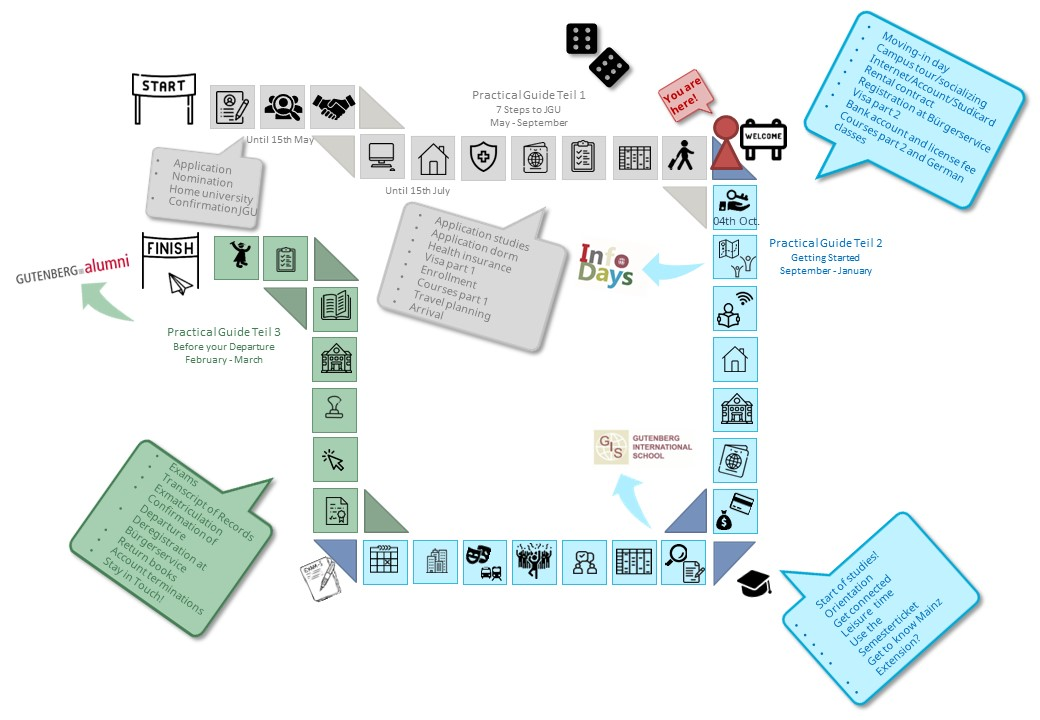 START
Until 15th May
Application
Nomination
Home university
Confirmation JGU
Practical Guide Teil 1
7 Steps to JGU
May - September
Until 15th July
Application studies
Application dorm
Health insurance
Visa part 1
Enrollment
Courses part 1
Travel planning
Arrival
You are
here!
WELCOME
Moving-in day
Campus tour/socializing
Internet/Account/Studicard
Rental contract
Registration at Bürgerservice
Visa part 2
Bank account and license fee
Courses part 2 and German
classes
04th Oct.
Practical Guide Teil 2
Getting Started
September - January
Info
Days
GIS
GUTENBERG
INTERNATIONAL
SCHOOL
Start of studies!
Orientation
Get connected
Leisure time
Use the
Semesterticket
Get to know Mainz
Extension?
EXAM
FINISH
GUTENBERG alumni
Practical Guide Teil 3
Before your Departure
February - March
Exams
Transcript of Records
Exmatriculation
Confirmation of
Departure
Deregistration at
Bürgerservice
Return books
Account terminations
Stay in Touch!